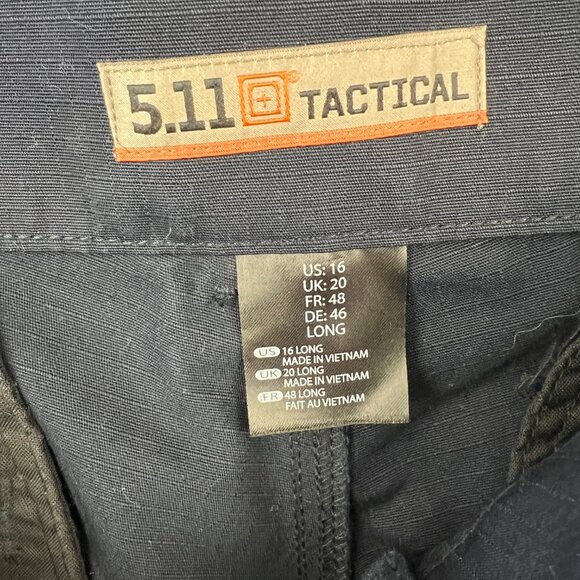 5.11 TACTICAL
US: 16
UK: 20
FR: 48
DE: 46
LONG
US 16 LONG
MADE IN VIETNAM
UK 20 LONG
MADE IN VIETNAM
FR 48 LONG
FAIT AU VIETNAM